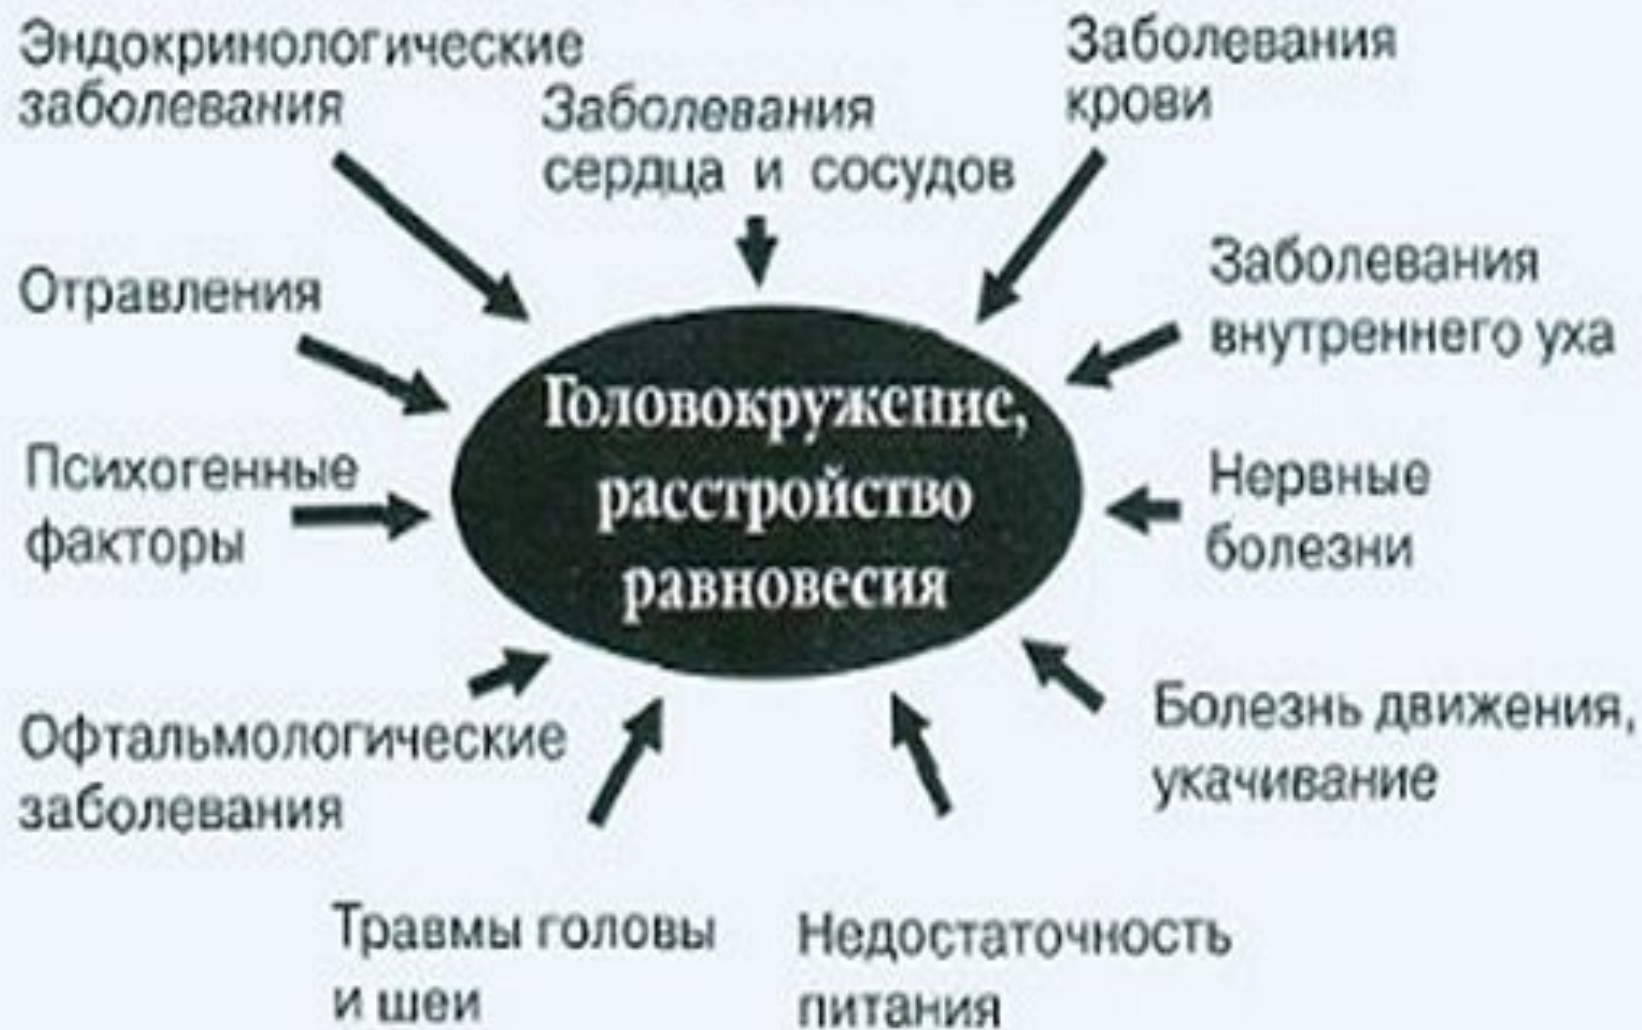 Эндокринологические
заболевания
Заболевания
сердца и сосудов
Заболевания
крови
Отравления
Заболевания
внутреннего уха
Головокружение,
расстройство
равновесия
Психогенные
факторы
Нервные
болезни
Офтальмологические
заболевания
Болезнь движения,
укачивание
Травмы головы
и шеи
Недостаточность
питания